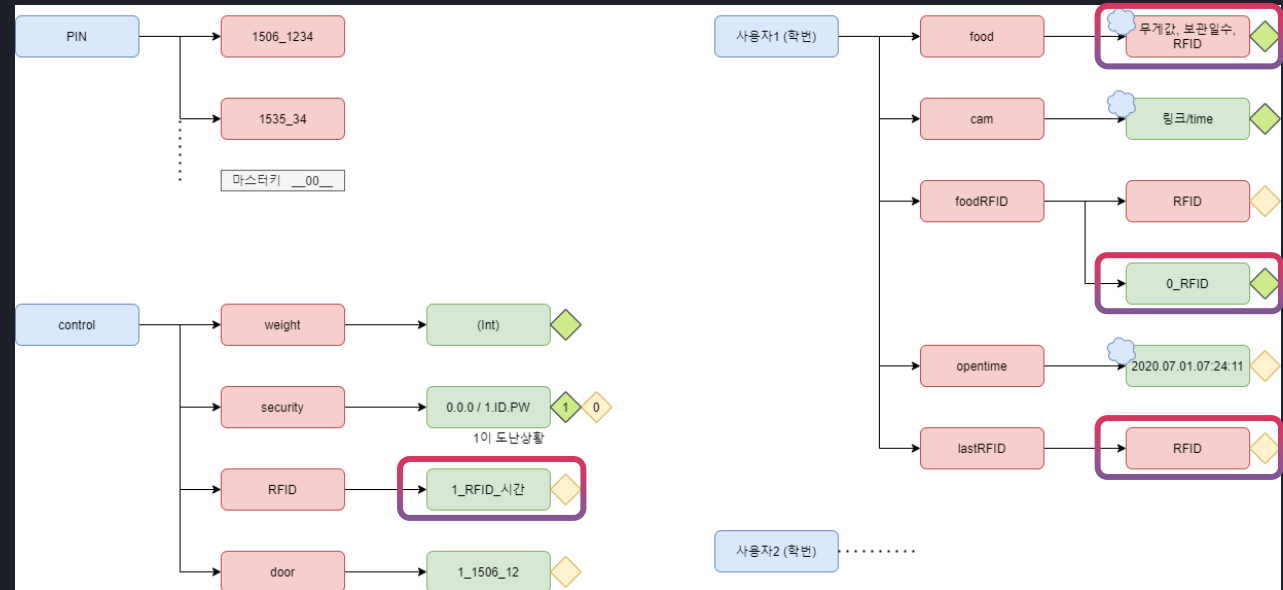 PIN
1506_1234
1535_34
마스터키 __00__
control
weight
(Int)
security
0.0.0 / 1.ID.PW
1
0
1이 도난상황
RFID
1_RFID_시간
door
1_1506_12
사용자1 (학번)
food
무게값, 보관일수,
RFID
cam
링크/time
foodRFID
RFID
0_RFID
opentime
2020.07.01.07:24:11
lastRFID
RFID
사용자2 (학번)